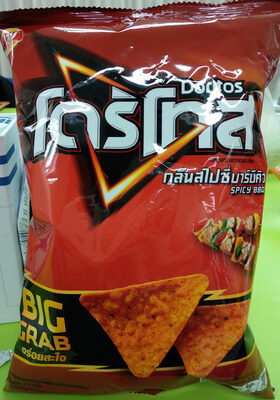 Doritos
โดริโทส
กลิ่นสไปซี่บาร์บีคิว
SPICY BBQ
BIG
GRAB
อร่อยสะใจ